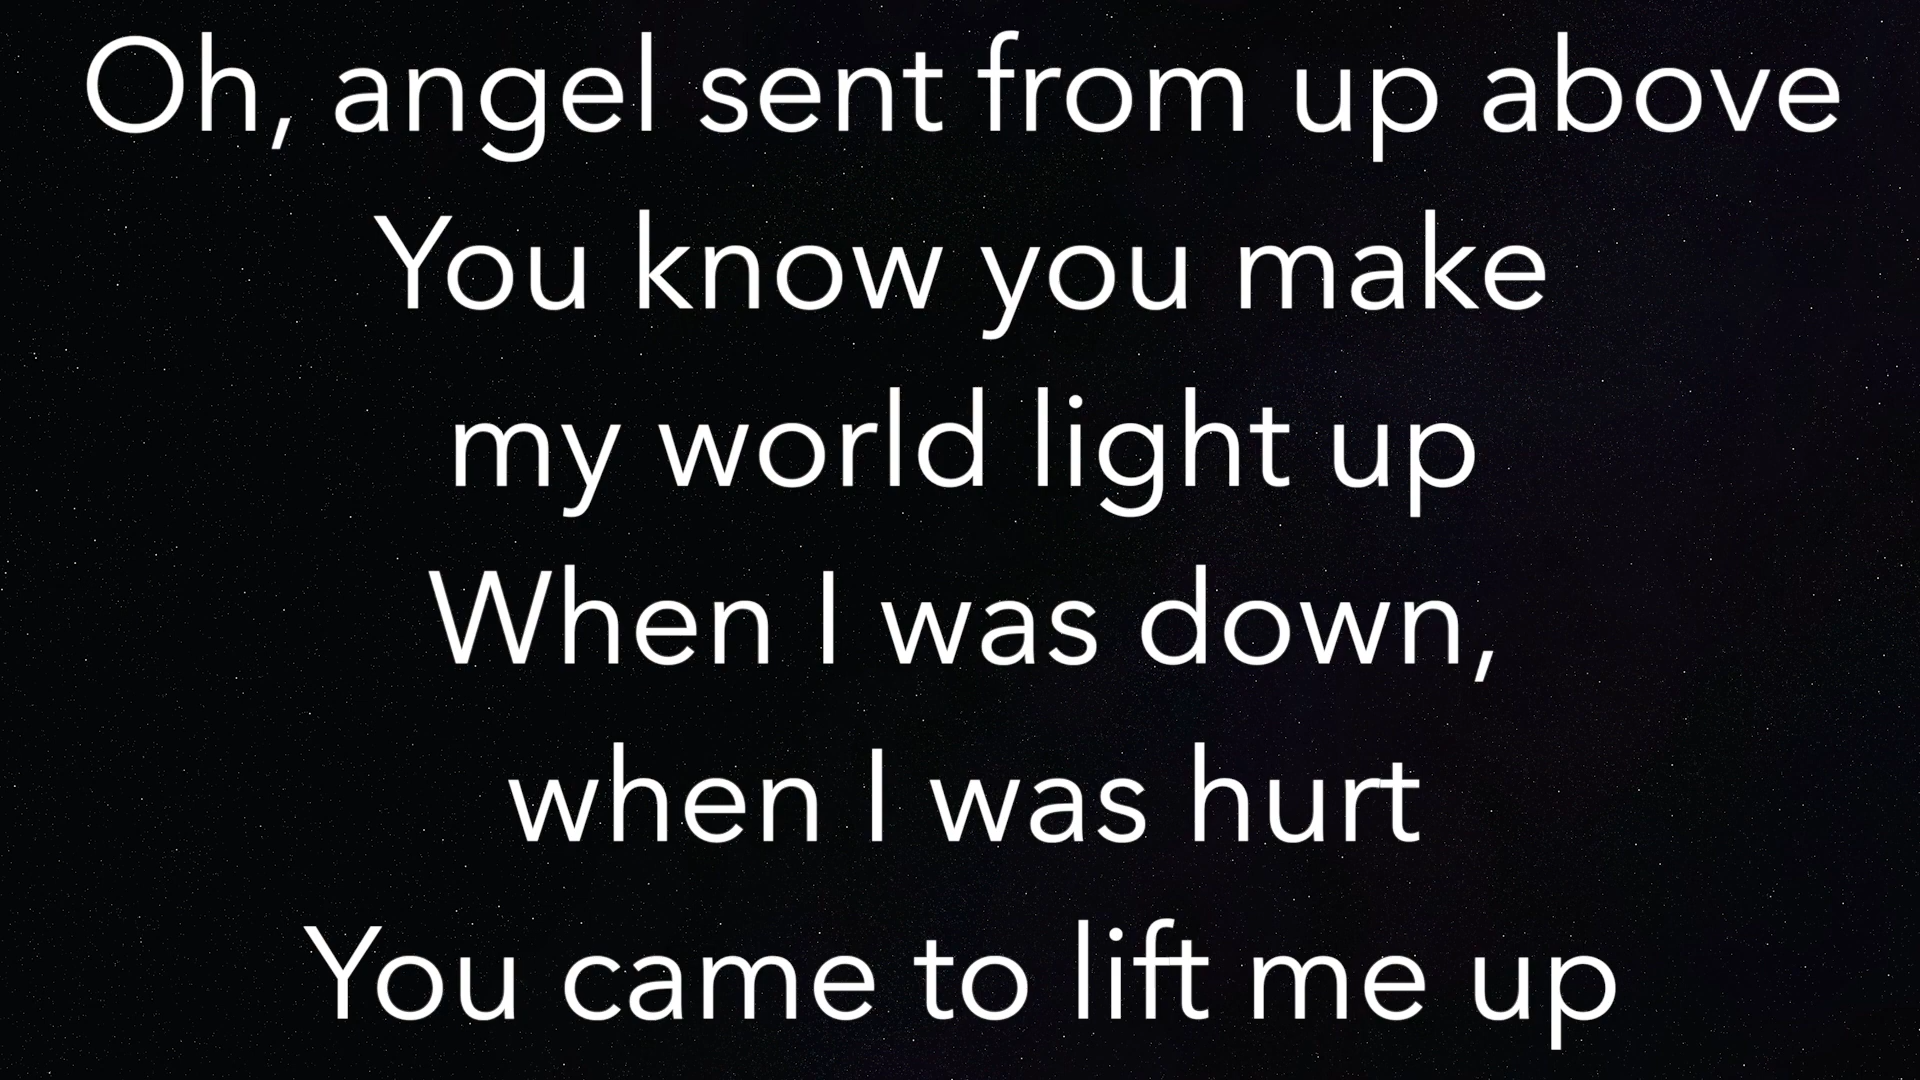 Oh, angel sent from up above
You know you make
my world light up
When I was down,
when I was hurt
You came to lift me up